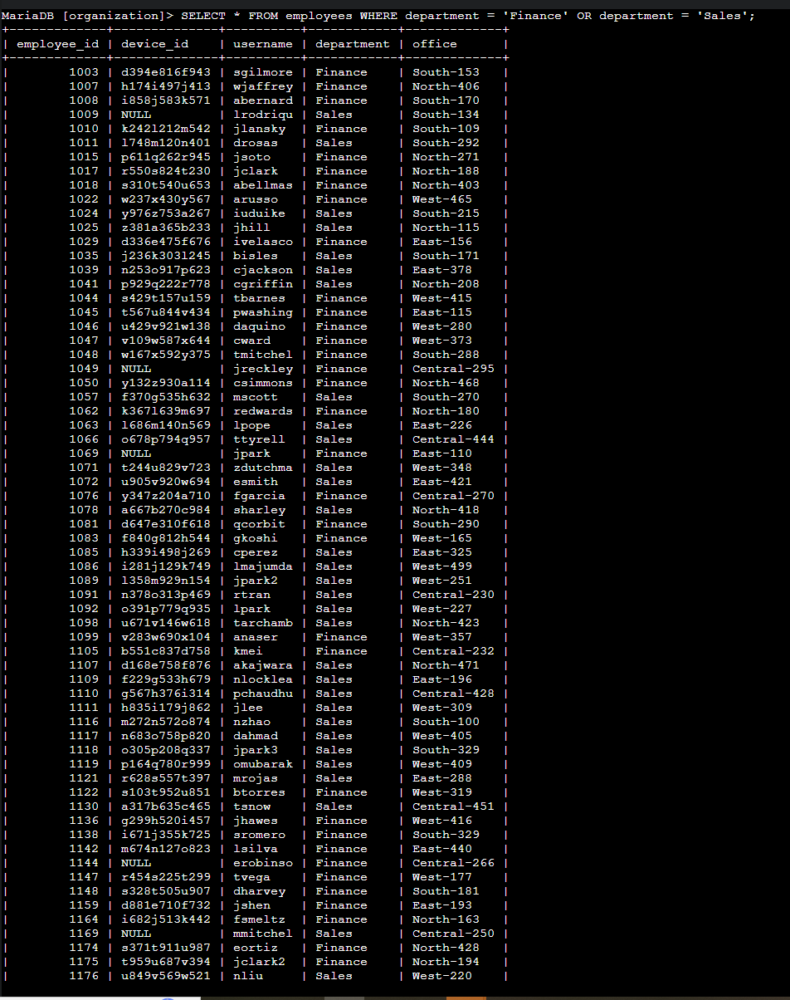 MariaDB [organization]> SELECT * FROM employees WHERE department = 'Finance' OR department = 'Sales';
+-------------+--------------+----------+------------+-------------+
| employee_id | device_id    | username | department | office      |
+-------------+--------------+----------+------------+-------------+
|        1003 | d394e816f943 | sgilmore | Finance    | South-153   |
|        1007 | h174i497j413 | wjaffrey | Finance    | North-406   |
|        1008 | i858j583k571 | abernard | Finance    | South-170   |
|        1009 | NULL         | lrodriqu | Sales      | South-134   |
|        1010 | k242l212m542 | jlansky  | Finance    | South-109   |
|        1011 | l748m120n401 | drosas   | Sales      | South-292   |
|        1015 | p611q262r945 | jsoto    | Finance    | North-271   |
|        1017 | r550s824t230 | jclark   | Finance    | North-188   |
|        1018 | s310t540u653 | abellmas | Finance    | North-403   |
|        1022 | w237x430y567 | arusso   | Finance    | West-465    |
|        1024 | y976z753a267 | iuduike  | Sales      | South-215   |
|        1025 | z381a365b233 | jhill    | Sales      | North-115   |
|        1029 | d336e475f676 | ivelasco | Finance    | East-156    |
|        1035 | j236k303l245 | bisles   | Sales      | South-171   |
|        1039 | n253o917p623 | cjackson | Sales      | East-378    |
|        1041 | p929q222r778 | cgriffin | Sales      | North-208   |
|        1044 | s429t157u159 | tbarnes  | Finance    | West-415    |
|        1045 | t567u844v434 | pwashing | Finance    | East-115    |
|        1046 | u429v921w138 | daquino  | Finance    | West-280    |
|        1047 | v109w587x644 | cward    | Finance    | West-373    |
|        1048 | w167x592y375 | tmitchel | Finance    | South-288   |
|        1049 | NULL         | jreckley | Finance    | Central-295 |
|        1050 | y132z930a114 | csimmons | Finance    | North-468   |
|        1057 | f370g535h632 | mscott   | Sales      | South-270   |
|        1062 | k367l639m697 | redwards | Finance    | North-180   |
|        1063 | l686m140n569 | lpope    | Sales      | East-226    |
|        1066 | o678p794q957 | ttyrell  | Sales      | Central-444 |
|        1069 | NULL         | jpark    | Finance    | East-110    |
|        1071 | t244u829v723 | zdutchma | Sales      | West-348    |
|        1072 | u905v920w694 | esmith   | Sales      | East-421    |
|        1076 | y347z204a710 | fgarcia  | Finance    | Central-270 |
|        1078 | a667b270c984 | sharley  | Sales      | North-418   |
|        1081 | d647e310f618 | qcorbit  | Finance    | South-290   |
|        1083 | f840g812h544 | gkoshi   | Finance    | West-165    |
|        1085 | h339i498j269 | cperez   | Sales      | East-325    |
|        1086 | i281j129k749 | lmajumda | Sales      | West-499    |
|        1089 | l358m929n154 | jpark2   | Sales      | West-251    |
|        1091 | n378o313p469 | rtran    | Sales      | Central-230 |
|        1092 | o391p779q935 | lpark    | Sales      | West-227    |
|        1098 | u671v146w618 | tarchamb | Sales      | North-423   |
|        1099 | v283w690x104 | anaser   | Finance    | West-357    |
|        1105 | b551c837d758 | kmei     | Finance    | Central-232 |
|        1107 | d168e758f876 | akajwara | Sales      | North-471   |
|        1109 | f229g533h679 | nlocklea | Sales      | East-196    |
|        1110 | g567h376i314 | pchaudhu | Sales      | Central-428 |
|        1111 | h835i179j862 | jlee     | Sales      | West-309    |
|        1116 | m272n572o874 | nzhao    | Sales      | South-100   |
|        1117 | n683o758p820 | dahmad   | Sales      | West-405    |
|        1118 | o305p208q337 | jpark3   | Sales      | South-329   |
|        1119 | p164q780r999 | omubarak | Sales      | West-409    |
|        1121 | r628s557t397 | mrojas   | Sales      | East-288    |
|        1122 | s103t952u851 | btorres  | Finance    | West-319    |
|        1130 | a317b635c465 | tsnow    | Sales      | Central-451 |
|        1136 | g299h520i457 | jhawes   | Finance    | West-416    |
|        1138 | i671j355k725 | sromero  | Finance    | South-329   |
|        1142 | m674n127o823 | lsilva   | Finance    | East-440    |
|        1144 | NULL         | erobinso | Finance    | Central-266 |
|        1147 | r454s225t299 | tvega    | Finance    | West-177    |
|        1148 | s328t505u907 | dharvey  | Finance    | South-181   |
|        1159 | d881e710f732 | jshen    | Finance    | East-193    |
|        1164 | i682j513k442 | fsmeltz  | Finance    | North-163   |
|        1169 | NULL         | mmitchel | Sales      | Central-250 |
|        1174 | s371t911u987 | eortiz   | Finance    | North-428   |
|        1175 | t959u687v394 | jclark2  | Finance    | North-194   |
|        1176 | u849v569w521 | nliu     | Sales      | West-220    |